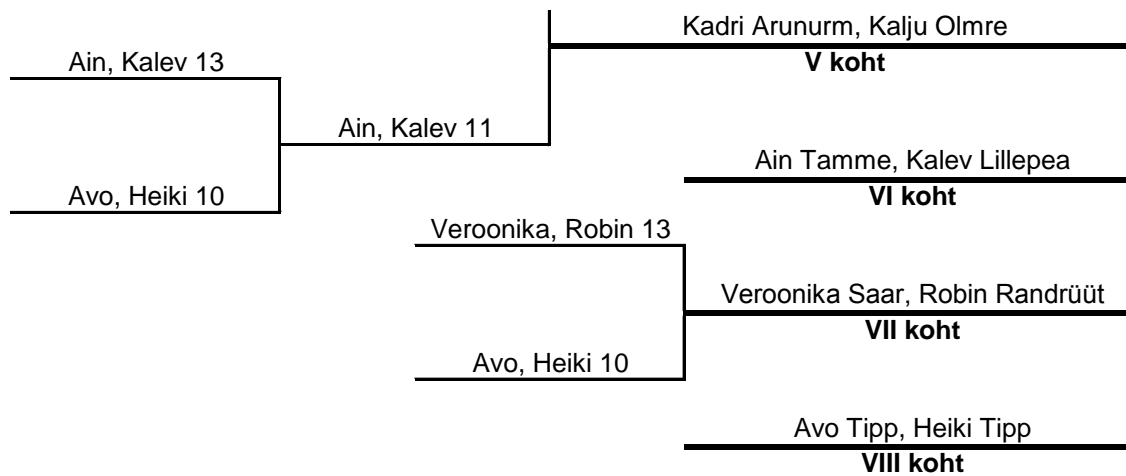 Kadri Arunurm, Kalju Olmre
V koht
Ain, Kalev 13
Ain, Kalev 11
Ain Tamme, Kalev Lillepea
VI koht
Avo, Heiki 10
Veroonika, Robin 13
Veroonika Saar, Robin Randrüüt
VII koht
Avo, Heiki 10
Avo Tipp, Heiki Tipp
VIII koht